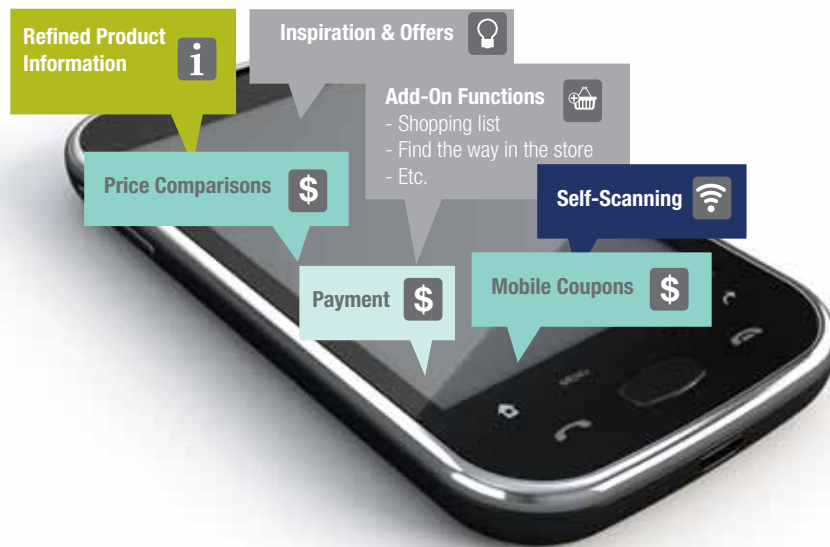 Refined Product
Information
i
Inspiration & Offers
Add-On Functions
- Shopping list
- Find the way in the store
- Etc.
Price Comparisons
$
Self-Scanning
Payment
$
Mobile Coupons
$
MENU